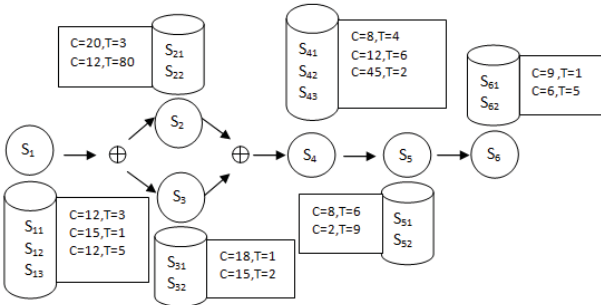 C=20,T=3
C=12,T=80
S21
S22
S41
S42
S43
C=8,T=4
C=12,T=6
C=45,T=2
S61
S62
C=9,T=1
C=6,T=5
S1
S2
S3
S4
S5
S6
S11
S12
S13
C=12,T=3
C=15,T=1
C=12,T=5
S31
S32
C=18,T=1
C=15,T=2
C=8,T=6
C=2,T=9
S51
S52